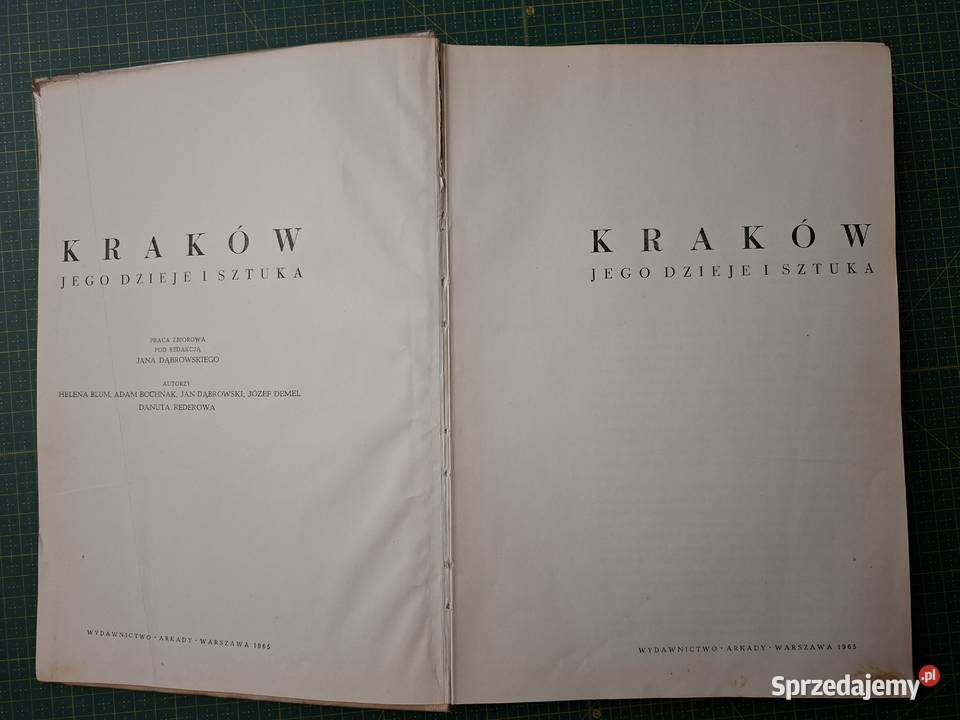 KRAKÓW
JEGO DZIEJE I SZTUKA
PRACA ZBIOROWA
POD REDAKCJĄ
JANA DĄBROWSKIEGO
AUTORZY
HELENA BLUM, ADAM BOCHNAK, JAN DĄBROWSKI, JÓZEF DEMEL
DANUTA REDEROWA
WYDAWNICTWO · ARKADY · WARSZAWA 1965
KRAKÓW
JEGO DZIEJE I SZTUKA
WYDAWNICTWO · ARKADY · WARSZAWA 1965
Sprzedajemy.pl